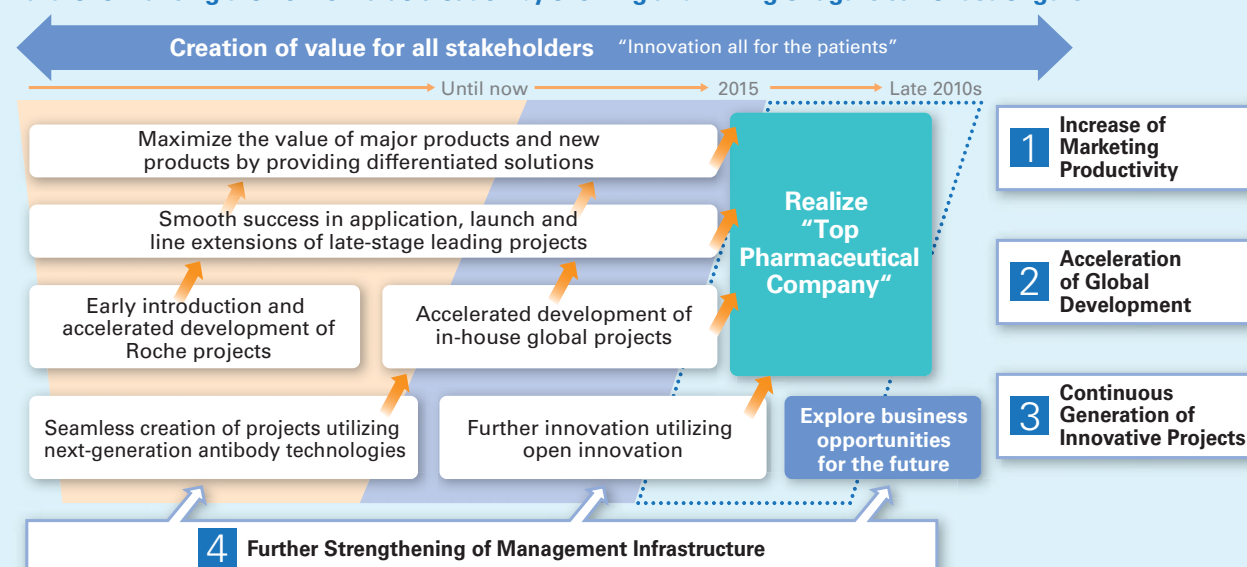 Creation of value for all stakeholders “Innovation all for the patients”
Until now 2015 Late 2010s
Maximize the value of major products and new
products by providing differentiated solutions
Smooth success in application, launch and
line extensions of late-stage leading projects
Early introduction and
accelerated development of
Roche projects
Accelerated development of
in-house global projects
Realize
“Top
Pharmaceutical
Company“
Seamless creation of projects utilizing
next-generation antibody technologies
Further innovation utilizing
open innovation
Explore business
opportunities
for the future
1 Increase of
Marketing
Productivity
2 Acceleration
of Global
Development
3 Continuous
Generation of
Innovative Projects
4 Further Strengthening of Management Infrastructure